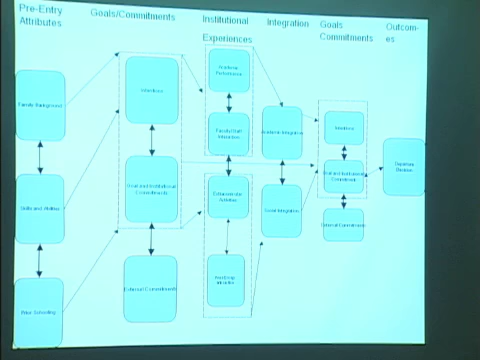 Pre-Entry
Attributes
Goals/Commitments
Institutional
Experiences
Integration
Goals
Commitments
Outcom-
es
Family Background
Skills and Abilities
Prior Schooling
Intentions
Goal and Institutional
Commitments
External Commitments
Academic
Performance
Faculty/Staff
Interactions
Extracurricular
Activities
Peer Group
Interactions
Academic Integration
Social Integration
Intentions
Goal and Institutional
Commitment
External Commitments
Departure
Decision